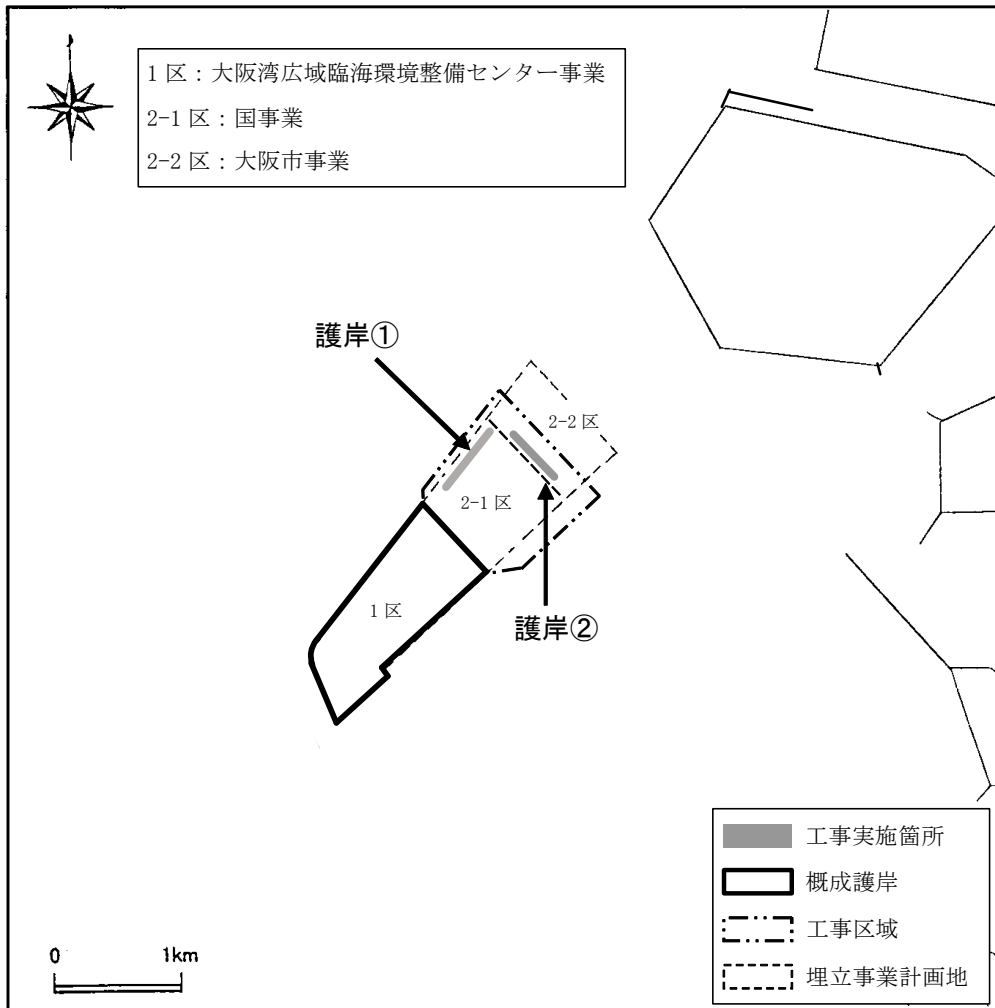 1 区：大阪湾広域臨海環境整備センター事業
2-1 区：国事業
2-2 区：大阪市事業
護岸①
2-2 区
2-1 区
護岸②
1 区
工事実施箇所
概成護岸
工事区域
埋立事業計画地
0 1km